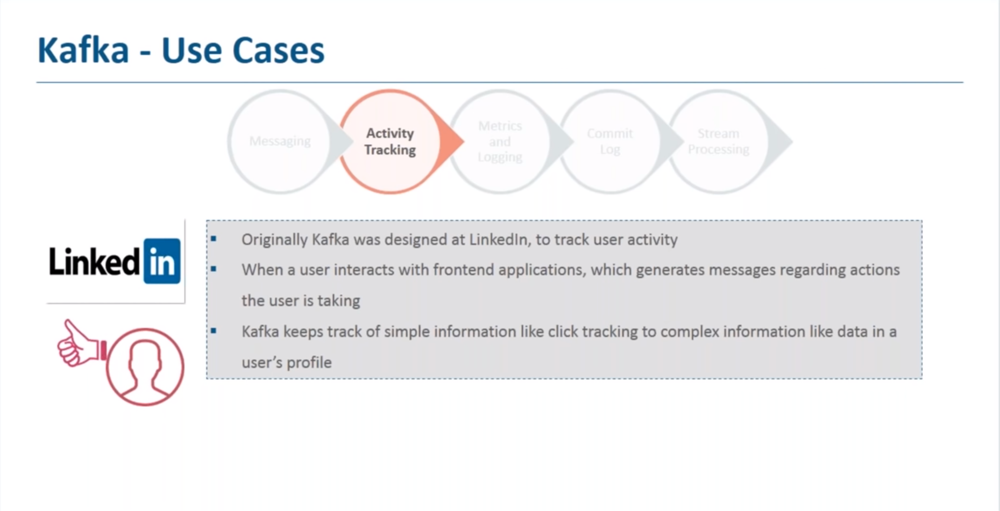 Kafka - Use Cases
Messaging
Activity
Tracking
Metrics
and
Logging
Commit
Log
Stream
Processing
Linked in
Originally Kafka was designed at LinkedIn, to track user activity
When a user interacts with frontend applications, which generates messages regarding actions
the user is taking
Kafka keeps track of simple information like click tracking to complex information like data in a
user’s profile